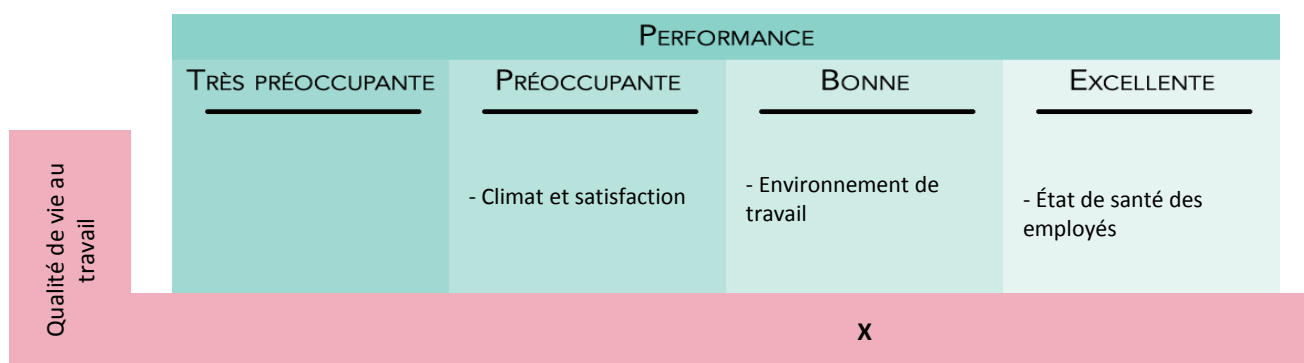 PERFORMANCE
TRÈS PRÉOCCUPANTE
PRÉOCCUPANTE
BONNE
EXCELLENTE
Qualité de vie au
travail
- Climat et satisfaction
- Environnement de
travail
- État de santé des
employés
X